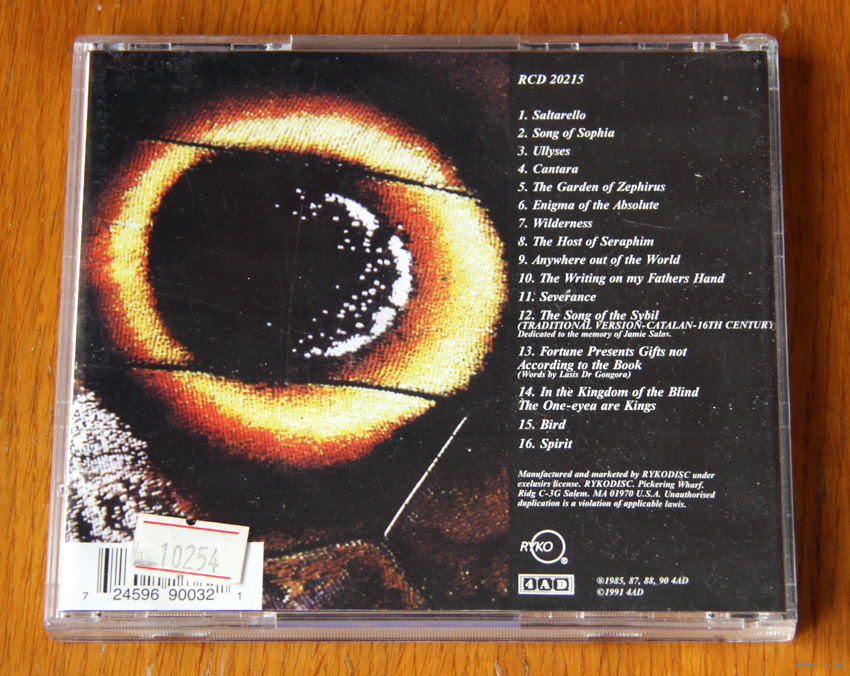 RCD 20215
1. Saltarello
2. Song of Sophia
3. Ullyses
4. Cantara
5. The Garden of Zephirus
6. Enigma of the Absolute
7. Wilderness
8. The Host of Seraphim
9. Anywhere out of the World
10. The Writing on my Fathers Hand
11. Severance
12. The Song of the Sybil
(TRADITIONAL VERSION-CATALAN-16TH CENTURY)
Dedicated to the memory of Jamie Salus.
13. Fortune Presents Gifts not
According to the Book
(Words by Lasis Dr Gongora)
14. In the Kingdom of the Blind
The One-eyea are Kings
15. Bird
16. Spirit
Manufactured and marketed by RYKODISC under
exelusirs license. RYKODISC. Pickering Wharf.
Ridg C-3G Salem. MA 01970 U.S.A. Unauthorised
duplication is a violation of applicable lawis.
RYKO
®
4AD
℗1985, 87, 88, 90 4AD
©1991 4AD
10254
7 24596 90032 1